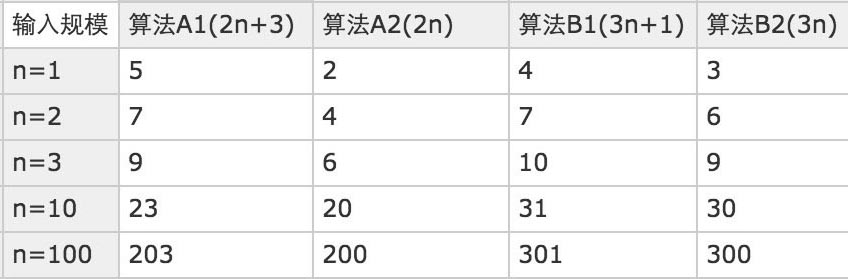 输入规模 算法A1(2n+3) 算法A2(2n) 算法B1(3n+1) 算法B2(3n)
n=1 5 2 4 3
n=2 7 4 7 6
n=3 9 6 10 9
n=10 23 20 31 30
n=100 203 200 301 300